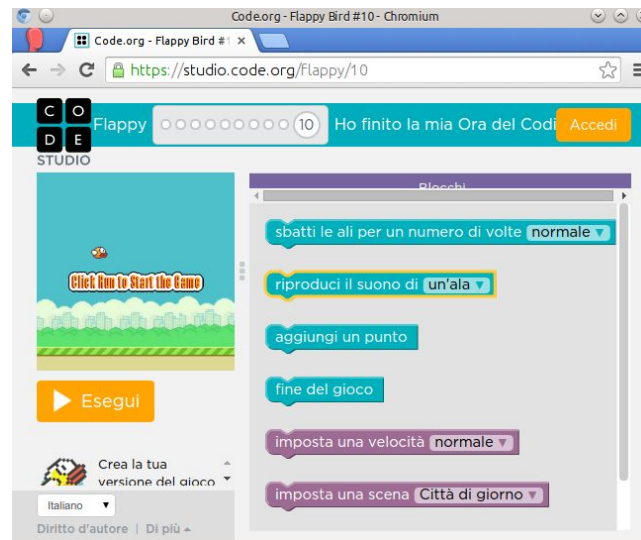 Code.org - Flappy Bird #10 - Chromium
Code.org - Flappy Bird #1
https://studio.code.org/flappy/10
C O
D E
STUDIO
Flappy
10
Ho finito la mia Ora del Codi
Accedi
Blocchi
Click Run to Start the Game
sbatti le ali per un numero di volte normale
riproduci il suono di un'ala
aggiungi un punto
fine del gioco
imposta una velocità normale
imposta una scena Città di giorno
Esegui
Crea la tua
versione del gioco
Italiano
Diritto d'autore | Di più